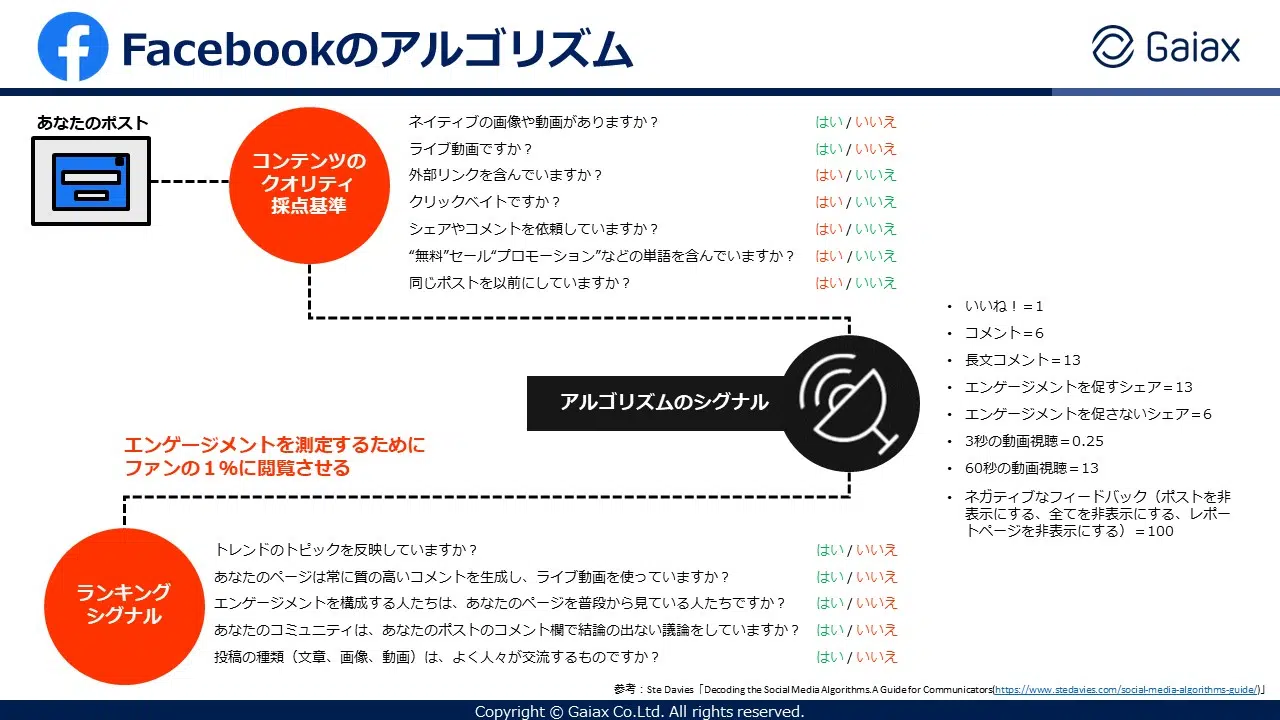 Facebookのアルゴリズム
Gaiax
あなたのポスト
コンテンツの
クオリティ
採点基準
ネイティブの画像や動画がありますか？ はい / いいえ
ライブ動画ですか？ はい / いいえ
外部リンクを含んでいますか？ はい / いいえ
クリックベイトですか？ はい / いいえ
シェアやコメントを依頼していますか？ はい / いいえ
“無料”セール“プロモーション”などの単語を含んでいますか？ はい / いいえ
同じポストを以前にしていますか？ はい / いいえ
アルゴリズムのシグナル
• いいね！＝1
• コメント＝6
• 長文コメント＝13
• エンゲージメントを促すシェア＝13
• エンゲージメントを促さないシェア＝6
• 3秒の動画視聴＝0.25
• 60秒の動画視聴＝13
• ネガティブなフィードバック（ポストを非
表示にする、全てを非表示にする、レポー
トページを非表示にする）＝100
エンゲージメントを測定するために
ファンの１％に閲覧させる
ランキング
シグナル
トレンドのトピックを反映していますか？ はい / いいえ
あなたのページは常に質の高いコメントを生成し、ライブ動画を使っていますか？ はい / いいえ
エンゲージメントを構成する人たちは、あなたのページを普段から見ている人たちですか？ はい / いいえ
あなたのコミュニティは、あなたのポストのコメント欄で結論の出ない議論をしていますか？ はい / いいえ
投稿の種類（文章、画像、動画）は、よく人々が交流するものですか？ はい / いいえ
参考：Ste Davies「Decoding the Social Media Algorithms.A Guide for Communicators(https://www.stedavies.com/social-media-algorithms-guide/)」
Copyright © Gaiax Co.Ltd. All rights reserved.